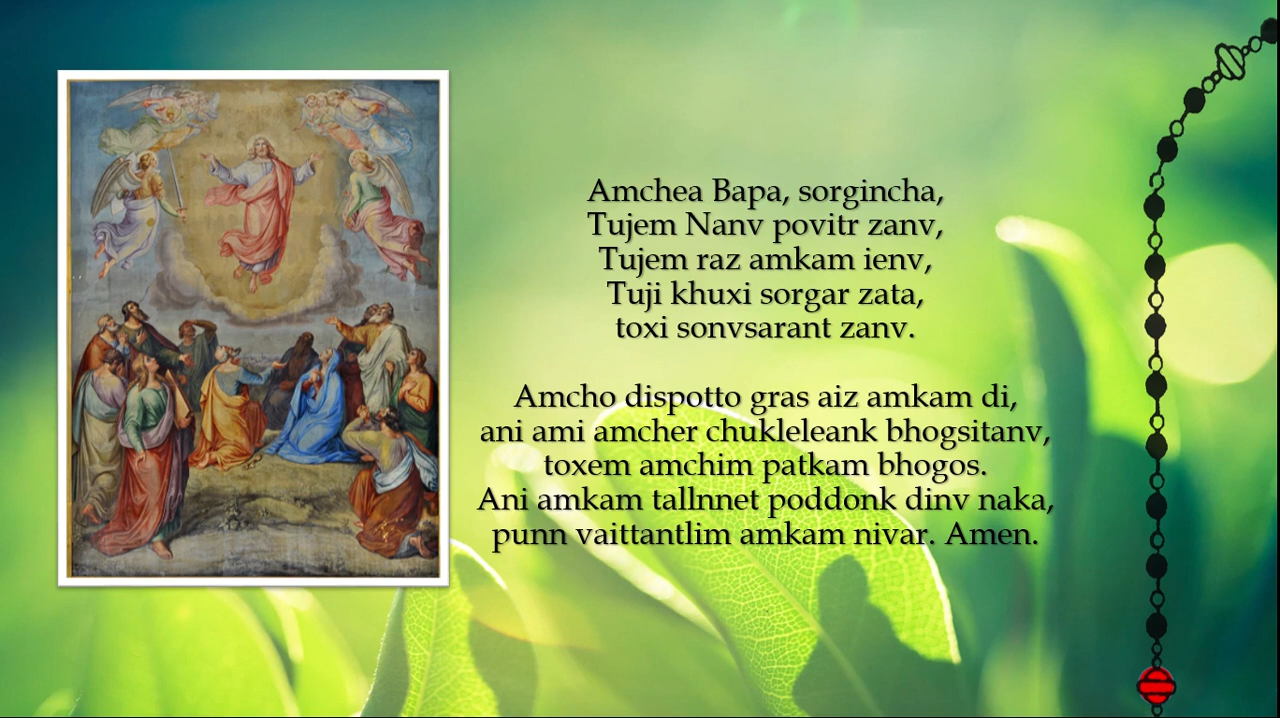 Amchea Bapa, sorgincha,
Tujem Nanv povitr zanv,
Tujem raz amkam ienv,
Tuji khuxi sorgar zata,
toxi sonvsarant zanv.
Amcho dispotto gras aiz amkam di,
ani ami amcher chukleleank bhogsitanv,
toxem amchim patkam bhogos.
Ani amkam tallnnet poddonk dinv naka,
punn vaittantlim amkam nivar. Amen.